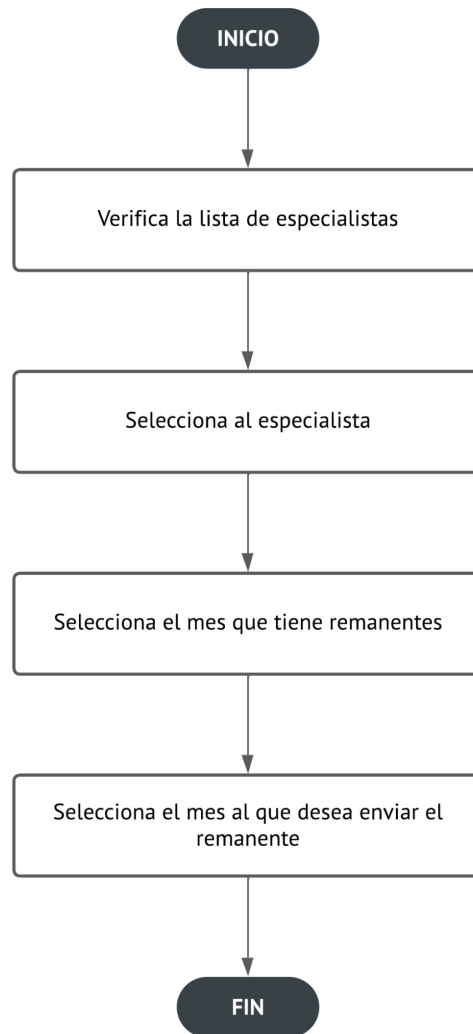 INICIO
Verifica la lista de especialistas
Selecciona al especialista
Selecciona el mes que tiene remanentes
Selecciona el mes al que desea enviar el
remanente
FIN